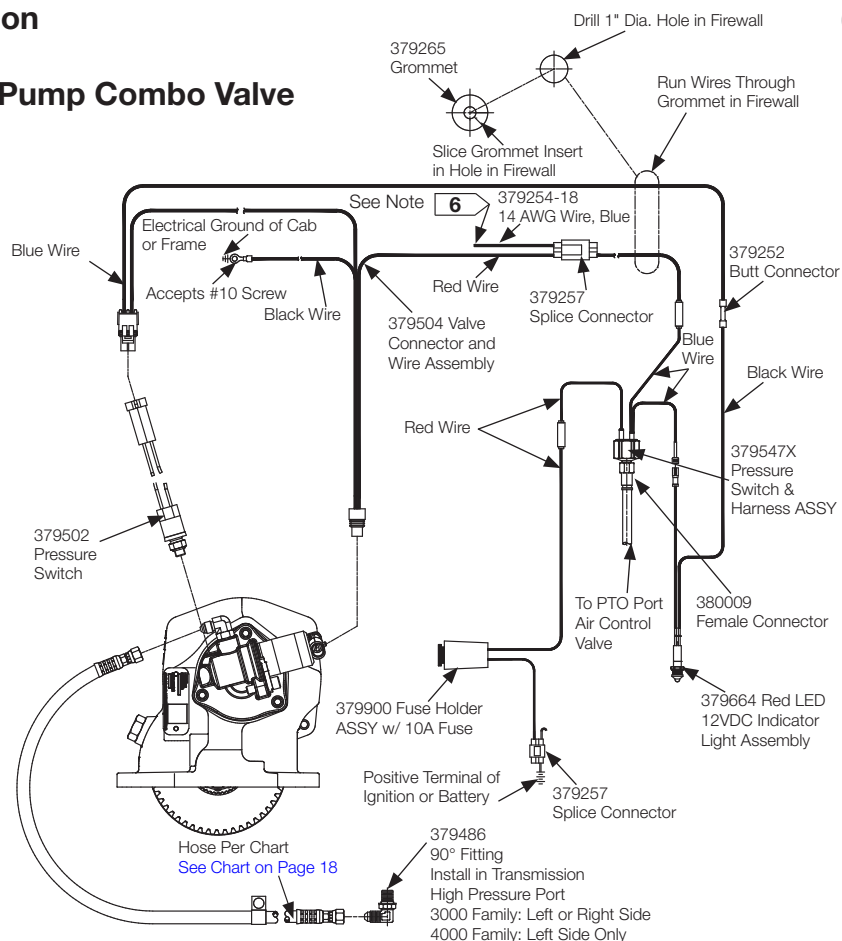 on
Pump Combo Valve
Drill 1" Dia. Hole in Firewall
379265
Grommet
Run Wires Through
Grommet in Firewall
Slice Grommet Insert
in Hole in Firewall
See Note 6
379254-18
14 AWG Wire, Blue
Electrical Ground of Cab
or Frame
Blue Wire
379252
Butt Connector
Accepts #10 Screw
Red Wire
379257
Splice Connector
Black Wire
379504 Valve
Connector and
Wire Assembly
Blue
Wire
Black Wire
Red Wire
379547X
Pressure
Switch &
Harness ASSY
379502
Pressure
Switch
To PTO Port
Air Control
Valve
380009
Female Connector
379900 Fuse Holder
ASSY w/ 10A Fuse
379664 Red LED
12VDC Indicator
Light Assembly
Positive Terminal of
Ignition or Battery
379257
Splice Connector
Hose Per Chart
See Chart on Page 18
379486
90° Fitting
Install in Transmission
High Pressure Port
3000 Family: Left or Right Side
4000 Family: Left Side Only